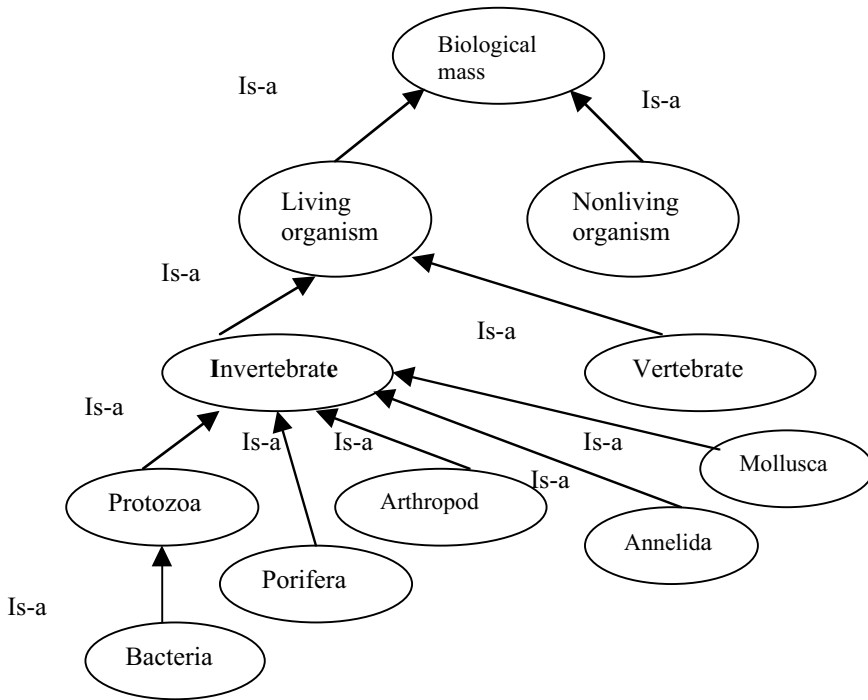 Biological
mass
Is-a
Is-a
Living
organism
Nonliving
organism
Is-a
Is-a
Invertebrate
Vertebrate
Is-a
Is-a
Is-a
Is-a
Mollusca
Is-a
Protozoa
Arthropod
Annelida
Porifera
Is-a
Bacteria